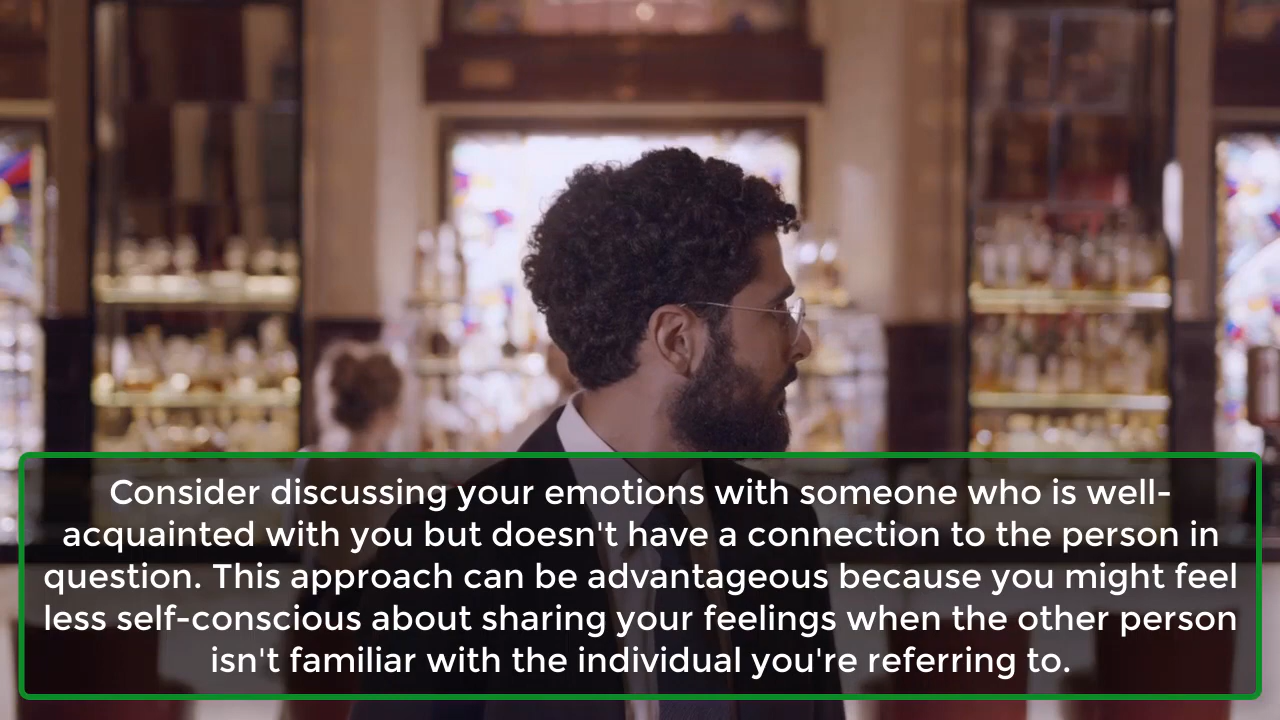 Consider discussing your emotions with someone who is well-
acquainted with you but doesn't have a connection to the person in
question. This approach can be advantageous because you might feel
less self-conscious about sharing your feelings when the other person
isn't familiar with the individual you're referring to.